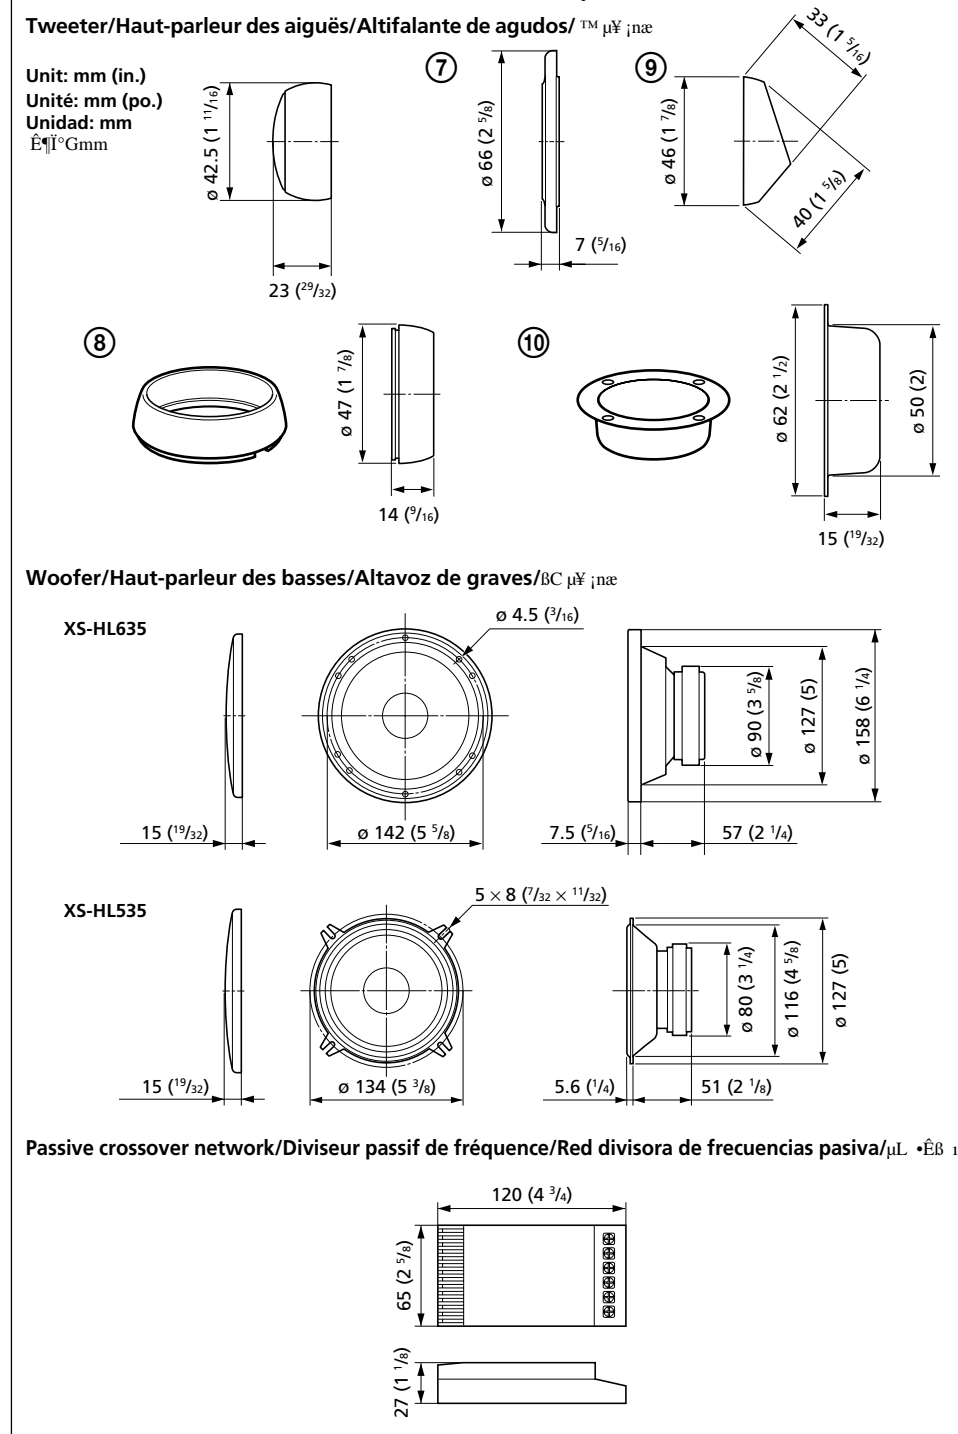 Tweeter/Haut-parleur des aiguës/Altifalante de agudos/ ™ µ¥ ¡næ
Unit: mm (in.)
Unité: mm (po.)
Unidad: mm
Ê¶Ï°Gmm
ø 42.5 (1 11/16)
23 (29/32)
7
ø 66 (2 5/8)
7 (5/16)
9
ø 46 (1 7/8)
33 (1 5/16)
40 (1 5/8)
8
ø 47 (1 7/8)
14 (9/16)
10
ø 62 (2 1/2)
ø 50 (2)
15 (19/32)
Woofer/Haut-parleur des basses/Altavoz de graves/ßC µ¥ ¡næ
XS-HL635
ø 4.5 (3/16)
ø 90 (3 5/8)
ø 127 (5)
ø 158 (6 1/4)
15 (19/32)
ø 142 (5 5/8)
7.5 (5/16)
57 (2 1/4)
XS-HL535
5 × 8 (7/32 × 11/32)
ø 80 (3 1/4)
ø 116 (4 5/8)
ø 127 (5)
15 (19/32)
ø 134 (5 3/8)
5.6 (1/4)
51 (2 1/8)
Passive crossover network/Diviseur passif de fréquence/Red divisora de frecuencias pasiva/µL •Êß ı
120 (4 3/4)
65 (2 5/8)
27 (1 1/8)